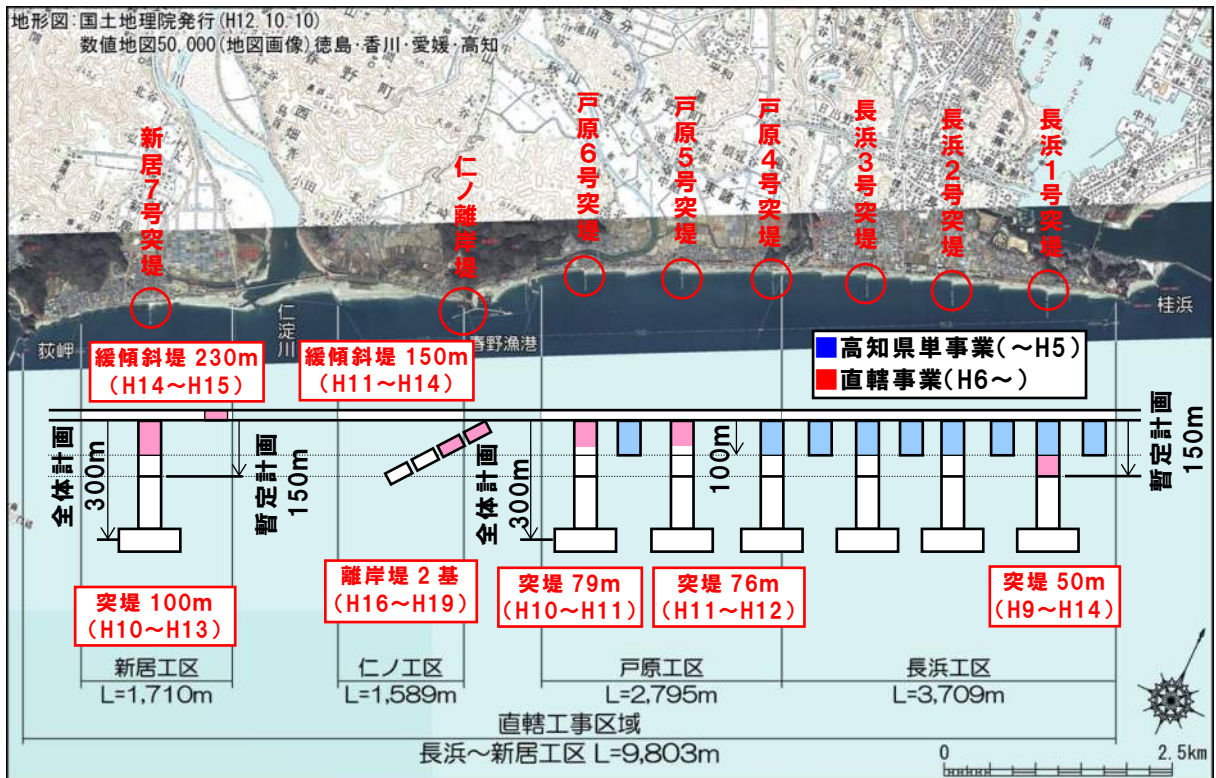 地形図:国土地理院発行(H12.10.10)
数値地図50,000(地図画像)徳島・香川・愛媛・高知
新居7号突堤
仁ノ離岸堤
戸原6号突堤
戸原5号突堤
戸原4号突堤
長浜3号突堤
長浜2号突堤
長浜1号突堤
浦戸湾
荻岬
仁淀川
春野漁港
桂浜
緩傾斜堤 230m
(H14～H15)
緩傾斜堤 150m
(H11～H14)
高知県単事業(～H5)
直轄事業(H6～)
全体計画
300m
暫定計画
150m
全体計画
300m
100m
暫定計画
150m
突堤 100m
(H10～H13)
離岸堤 2 基
(H16～H19)
突堤 79m
(H10～H11)
突堤 76m
(H11～H12)
突堤 50m
(H9～H14)
新居工区
L=1,710m
仁ノ工区
L=1,589m
戸原工区
L=2,795m
長浜工区
L=3,709m
直轄工事区域
長浜～新居工区 L=9,803m
0
2.5km